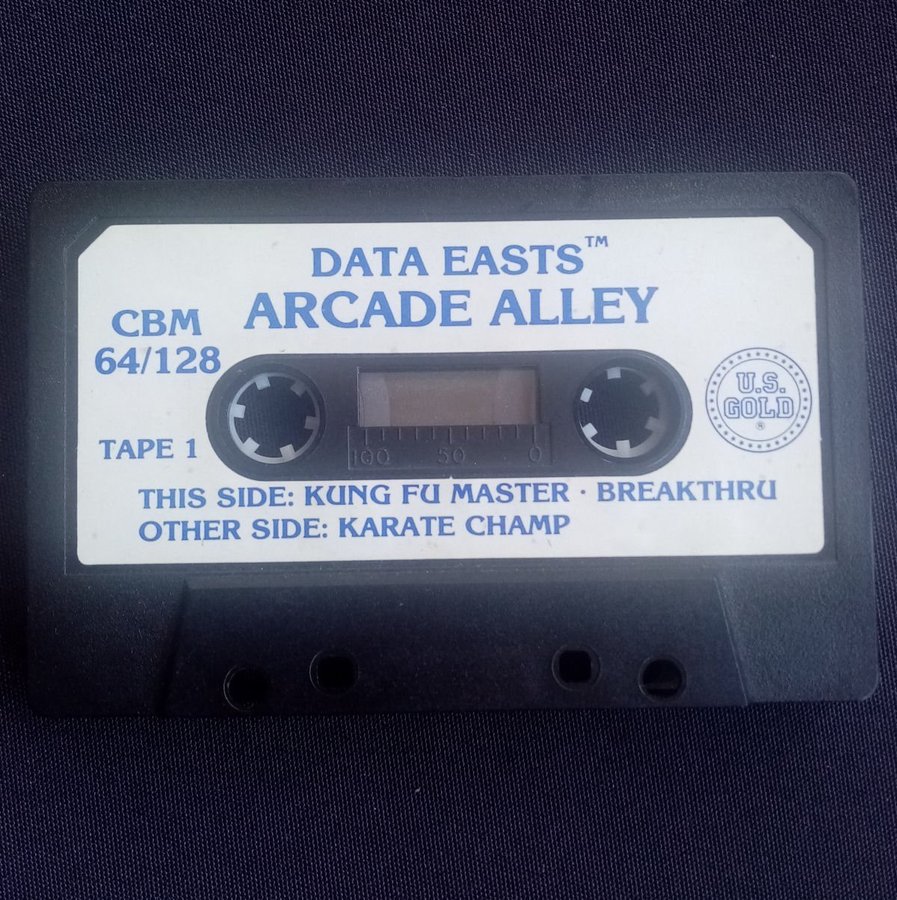 DATA EASTS™
ARCADE ALLEY
CBM
64/128
U.S.
GOLD
®
TAPE 1
100 50 0
THIS SIDE: KUNG FU MASTER · BREAKTHRU
OTHER SIDE: KARATE CHAMP